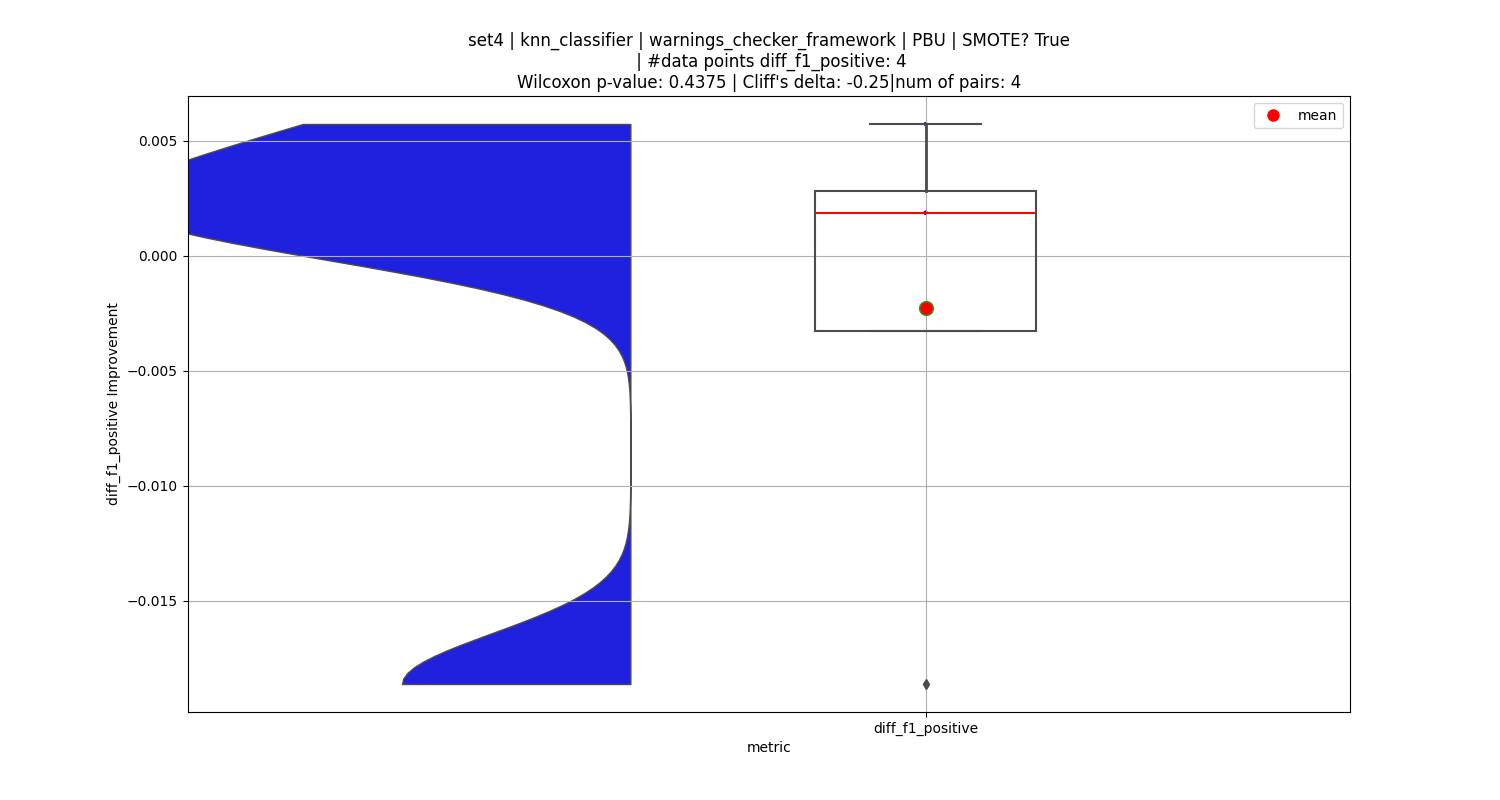 set4 | knn_classifier | warnings_checker_framework | PBU | SMOTE? True
| #data points diff_f1_positive: 4
Wilcoxon p-value: 0.4375 | Cliff's delta: -0.25|num of pairs: 4
mean
0.005
0.000
−0.005
−0.010
−0.015
diff_f1_positive Improvement
diff_f1_positive
metric